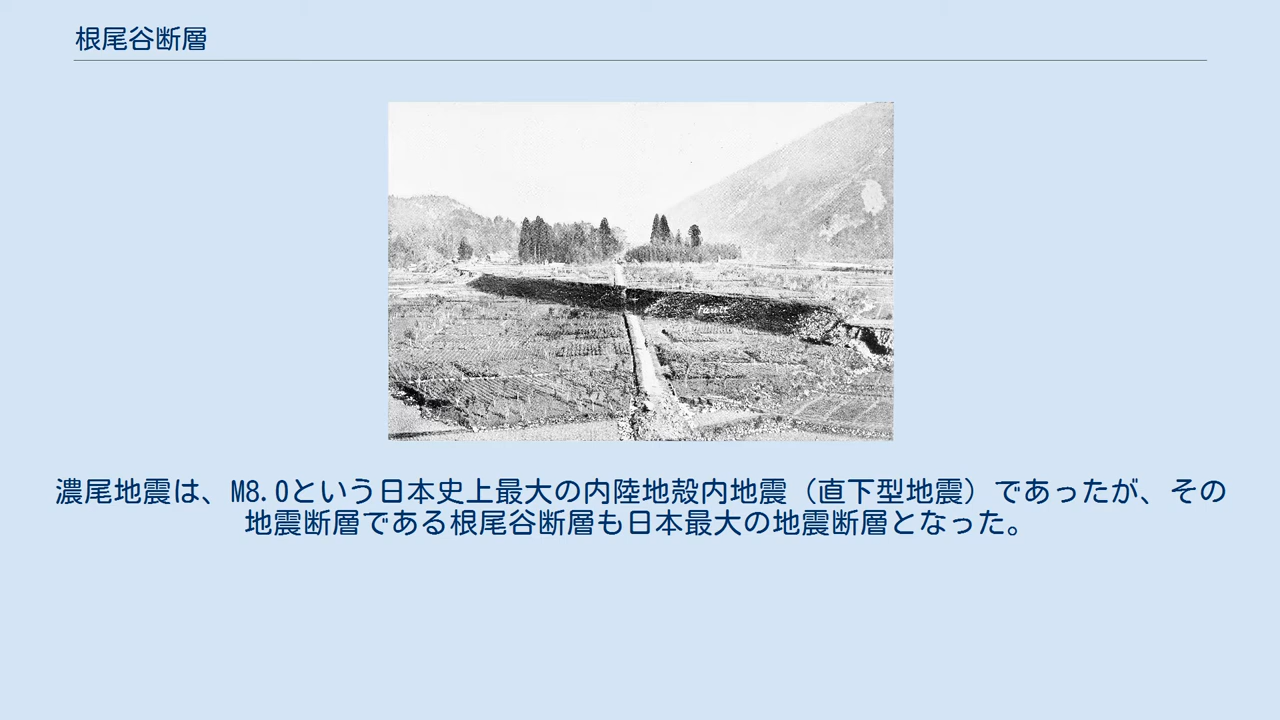 根尾谷断層
fault
濃尾地震は、M8.0という日本史上最大の内陸地殻内地震（直下型地震）であったが、その
地震断層である根尾谷断層も日本最大の地震断層となった。